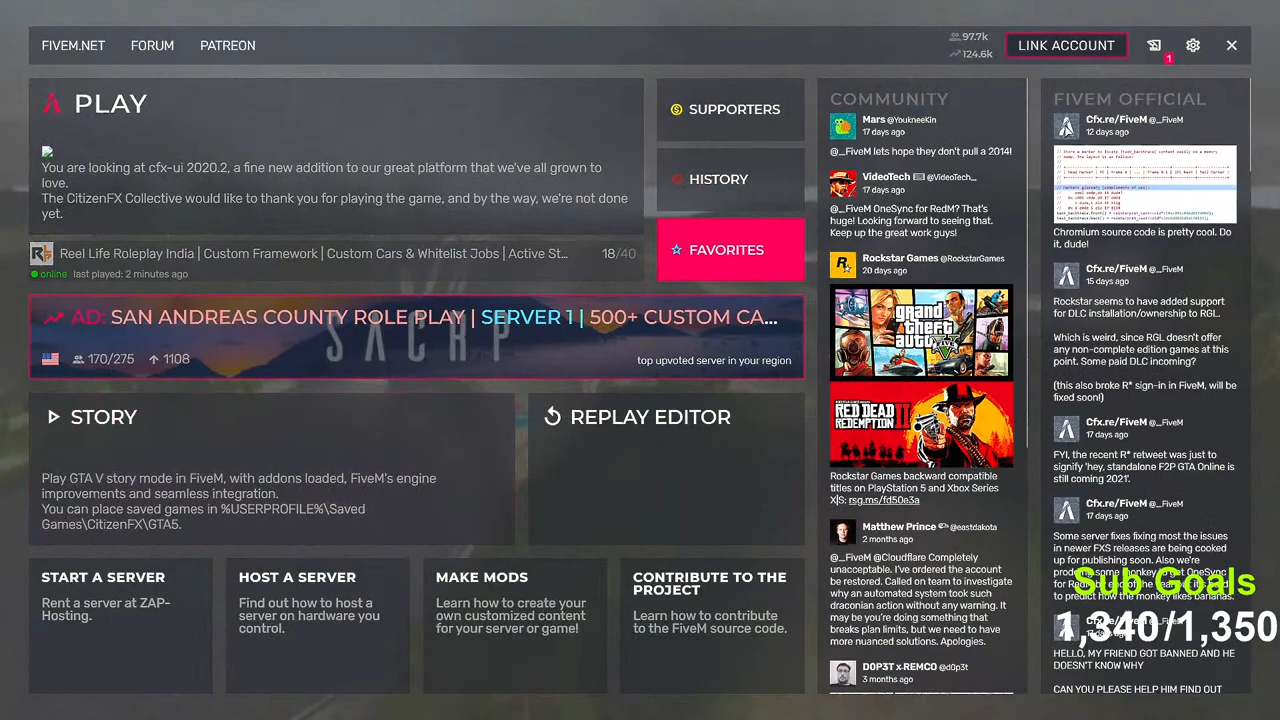 FIVEM.NET FORUM PATREON
97.7k
124.6k
LINK ACCOUNT
1
PLAY
You are looking at cfx-ui 2020.2, a fine new addition to the great platform that we've all grown to
love.
The CitizenFX Collective would like to thank you for playing our game, and by the way, we're not done
yet.
Reel Life Roleplay India | Custom Framework | Custom Cars & Whitelist Jobs | Active St... 18/40
online last played: 2 minutes ago
SUPPORTERS
HISTORY
FAVORITES
AD: SAN ANDREAS COUNTY ROLE PLAY | SERVER 1 | 500+ CUSTOM CA...
SACRP
170/275 1108
top upvoted server in your region
STORY
Play GTA V story mode in FiveM, with addons loaded, FiveM's engine
improvements and seamless integration.
You can place saved games in %USERPROFILE%\Saved
Games\CitizenFX\GTA5.
REPLAY EDITOR
START A SERVER
Rent a server at ZAP-
Hosting.
HOST A SERVER
Find out how to host a
server on hardware you
control.
MAKE MODS
Learn how to create your
own customized content
for your server or game!
CONTRIBUTE TO THE
PROJECT
Learn how to contribute
to the FiveM source code.
COMMUNITY
Mars @YoukneeKin
17 days ago
@_FiveM lets hope they don't pull a 2014!
VideoTech @VideoTech_
17 days ago
@_FiveM OneSync for RedM? That's
huge! Looking forward to seeing that.
Keep up the great work guys!
Rockstar Games @RockstarGames
20 days ago
grand
theft
auto
V
RED DEAD
REDEMPTION
II
Rockstar Games backward compatible
titles on PlayStation 5 and Xbox Series
X|S: rsg.ms/fd50e3a
Matthew Prince @eastdakota
2 months ago
@_FiveM @Cloudflare Completely
unacceptable. I've ordered the account
be restored. Called on team to investigate
why an automated system took such
draconian action without any warning. It
may be you're doing something that
breaks plan limits, but we need to have
more nuanced solutions. Apologies.
D0P3T x-REMCO @d0p3t
3 months ago
FIVEM OFFICIAL
Cfx.re/FiveM @_FiveM
12 days ago
Chromium source code is pretty cool. Do
it, dude!
Cfx.re/FiveM @_FiveM
15 days ago
Rockstar seems to have added support
for DLC installation/ownership to RGL.
Which is weird, since RGL doesn't offer
any non-complete edition games at this
point. Some paid DLC incoming?
(this also broke R* sign-in in FiveM, will be
fixed soon!)
Cfx.re/FiveM @_FiveM
17 days ago
FYI, the recent R* retweet was just to
signify 'hey, standalone F2P GTA Online is
still coming 2021'.
Cfx.re/FiveM @_FiveM
17 days ago
Some server fixes fixing most the issues
in newer FXS releases are being cooked
up for publishing soon. Also we're
to predict how the monkey likes bananas.
Sub Goals
1,340/1,350
HELLO, MY FRIEND GOT BANNED AND HE
DOESN'T KNOW WHY
CAN YOU PLEASE HELP HIM FIND OUT